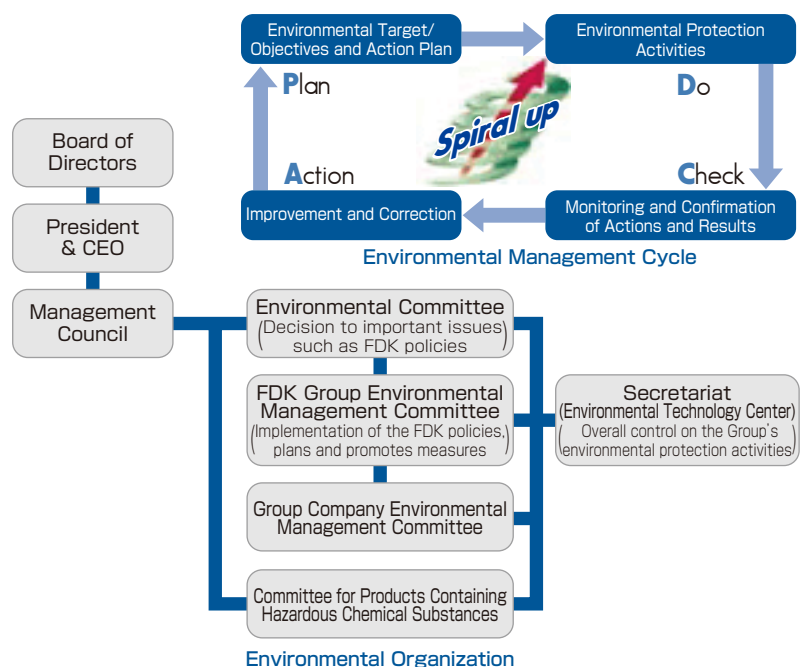 Environmental Target/
Objectives and Action Plan
Environmental Protection
Activities
Plan
Do
Spiral up
Action
Check
Improvement and Correction
Monitoring and Confirmation
of Actions and Results
Environmental Management Cycle
Board of
Directors
President
& CEO
Management
Council
Environmental Committee
(Decision to important issues
such as FDK policies)
FDK Group Environmental
Management Committee
(Implementation of the FDK policies,
plans and promotes measures)
Secretariat
(Environmental Technology Center)
(Overall control on the Group's
environmental protection activities)
Group Company Environmental
Management Committee
Committee for Products Containing
Hazardous Chemical Substances
Environmental Organization